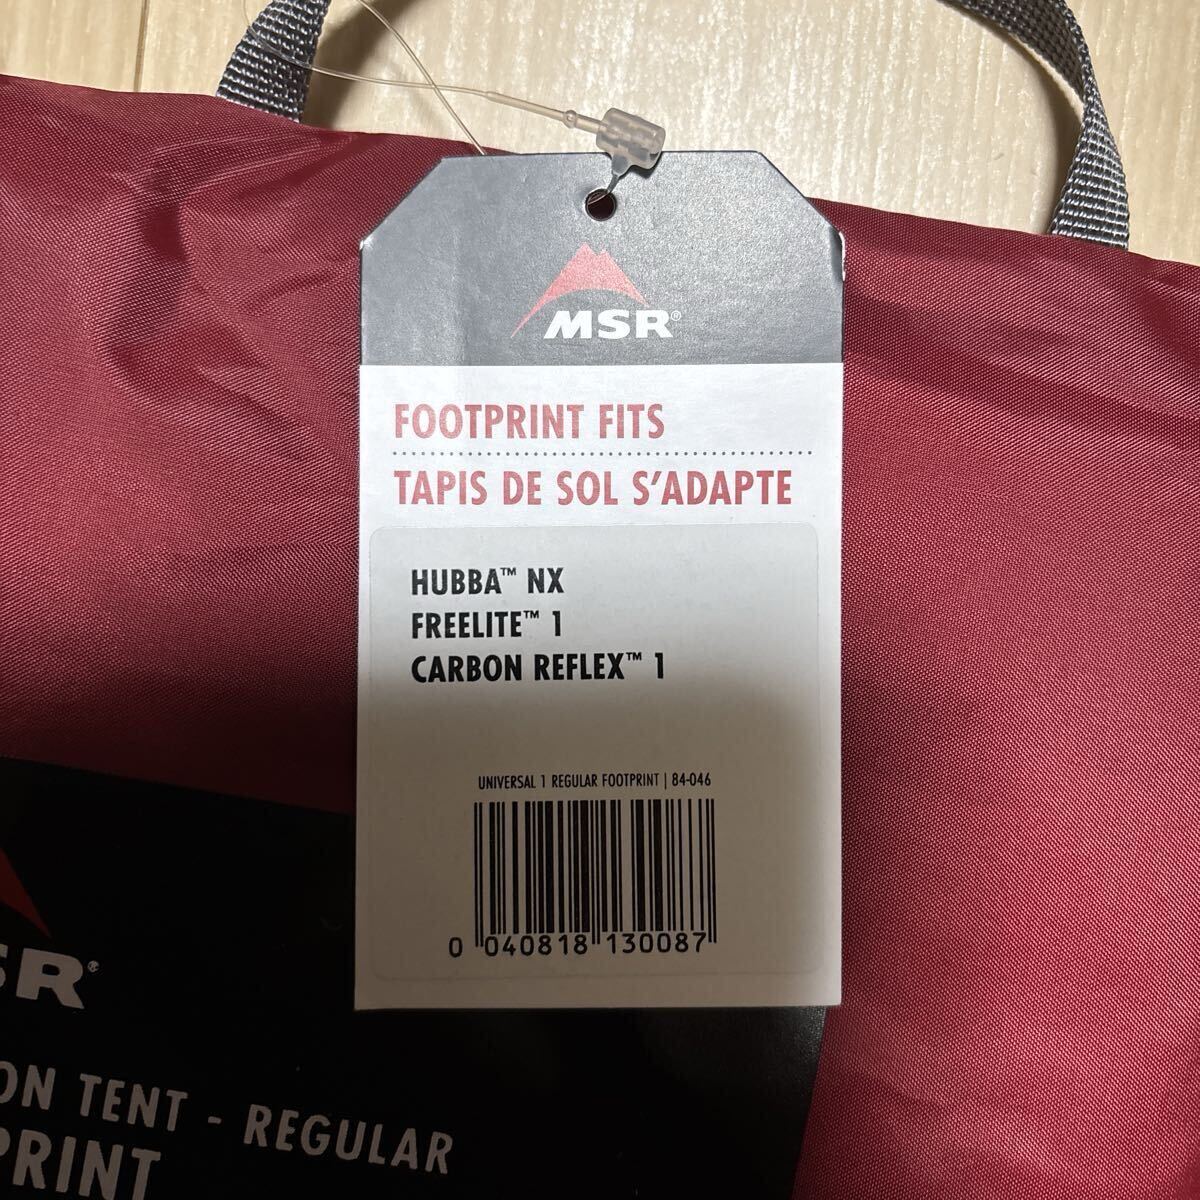 MSR®
FOOTPRINT FITS
TAPIS DE SOL S'ADAPTE
HUBBA™ NX
FREELITE™ 1
CARBON REFLEX™ 1
UNIVERSAL 1 REGULAR FOOTPRINT | 84-046
0 040818 130087
SR®
ON TENT - REGULAR
PRINT